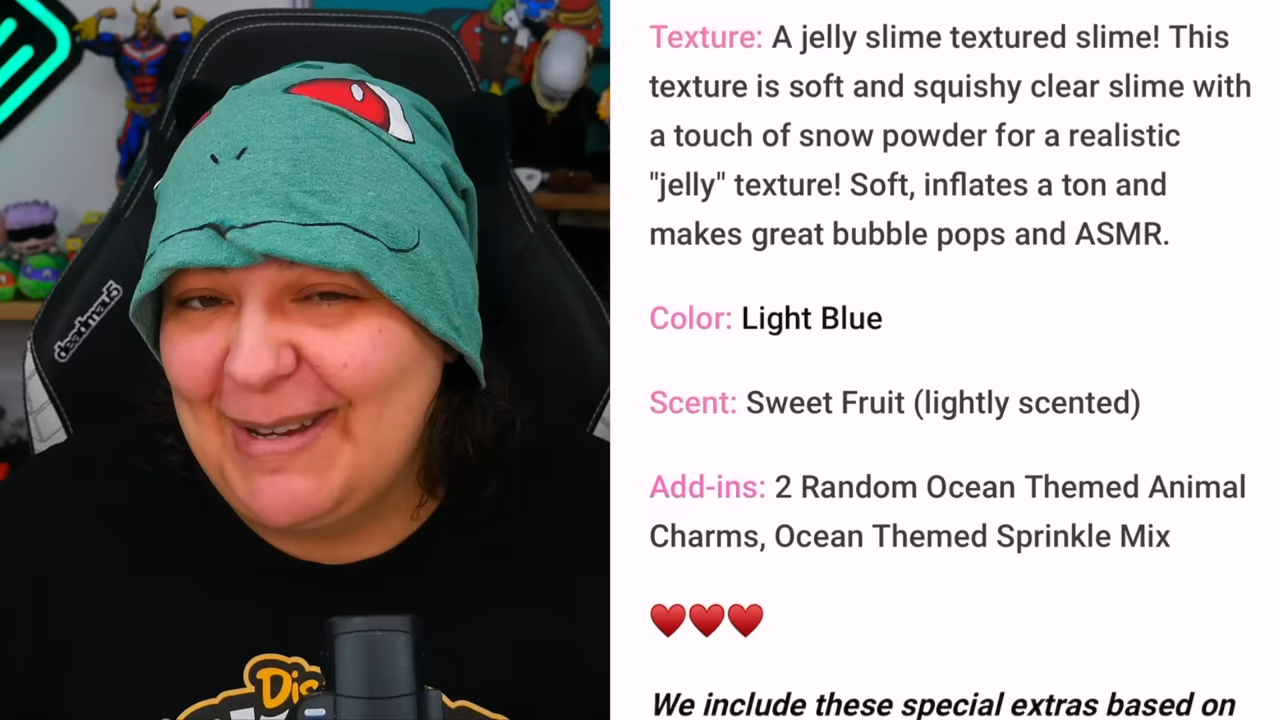 Texture: A jelly slime textured slime! This
texture is soft and squishy clear slime with
a touch of snow powder for a realistic
"jelly" texture! Soft, inflates a ton and
makes great bubble pops and ASMR.
Color: Light Blue
Scent: Sweet Fruit (lightly scented)
Add-ins: 2 Random Ocean Themed Animal
Charms, Ocean Themed Sprinkle Mix
❤️❤️❤️
We include these special extras based on
deadmau5